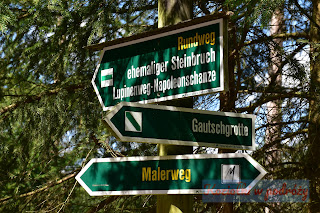 Rundweg
ehemaliger Steinbruch
Lupinenweg-Napoleonschanze
Gautschgrotte
Malerweg